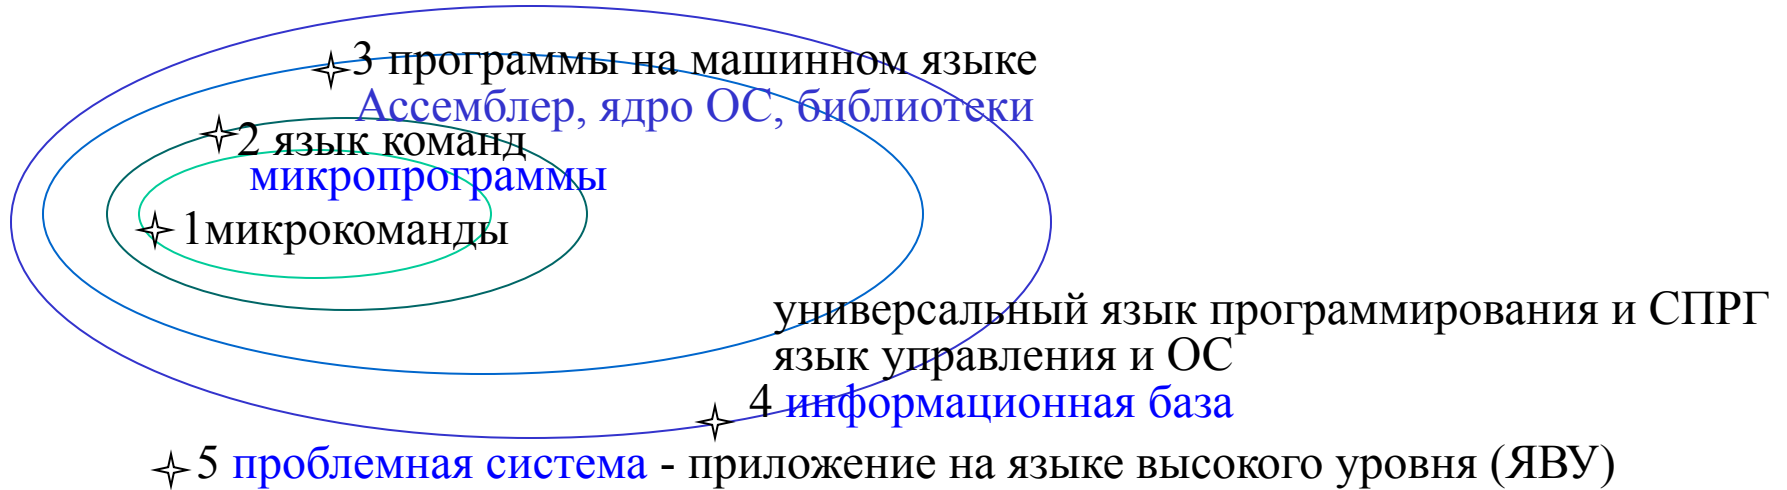 3 программы на машинном языке
Ассемблер, ядро ОС, библиотеки
2 язык команд
микропрограммы
1микрокоманды
универсальный язык программирования и СПРГ
язык управления и ОС
4 информационная база
5 проблемная система - приложение на языке высокого уровня (ЯВУ)